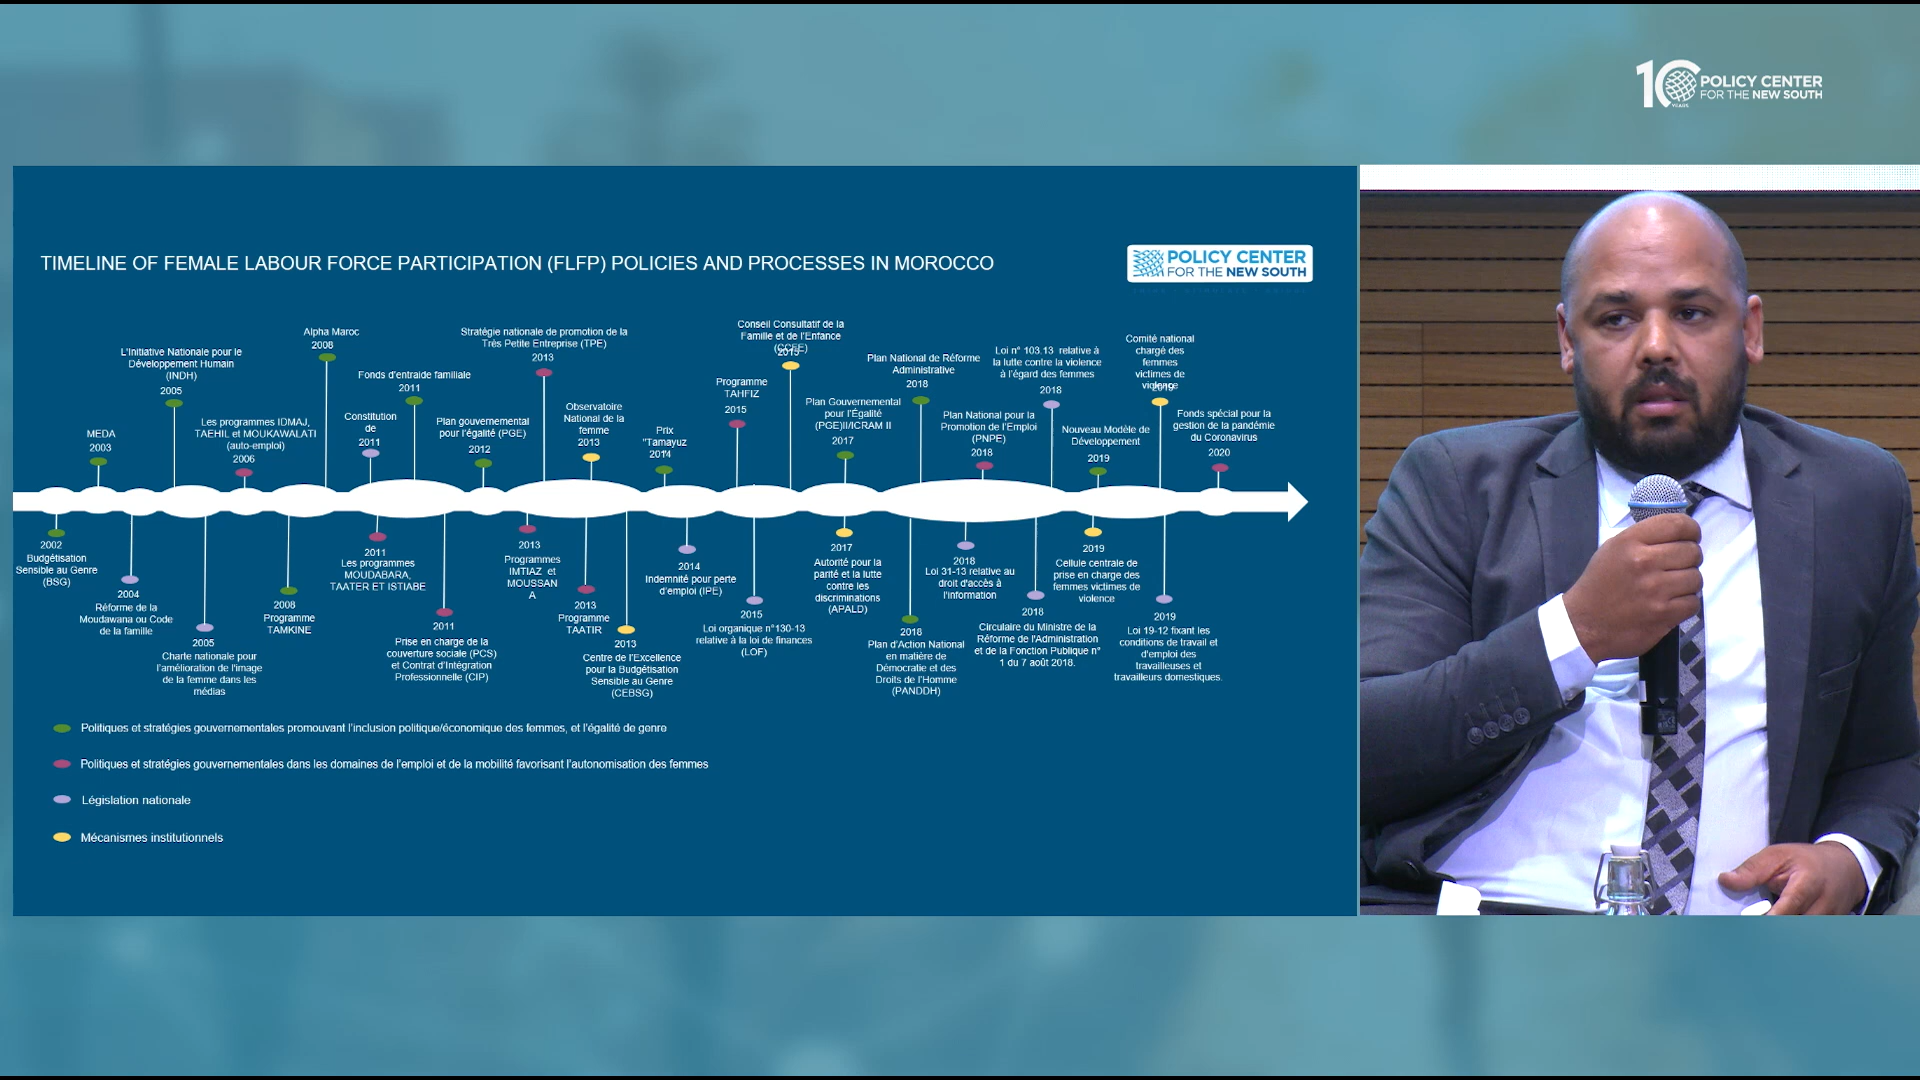 10 YEARS
POLICY CENTER
FOR THE NEW SOUTH
TIMELINE OF FEMALE LABOUR FORCE PARTICIPATION (FLFP) POLICIES AND PROCESSES IN MOROCCO
POLICY CENTER
FOR THE NEW SOUTH
MEDA
2003
L'Initiative Nationale pour le
Développement Humain
(INDH)
2005
Les programmes IDMAJ,
TAEHIL et MOUKAWALATI
(auto-emploi)
2006
Alpha Maroc
2008
Constitution
de
2011
Fonds d'entraide familiale
2011
Plan gouvernemental
pour l'égalité (PGE)
2012
Stratégie nationale de promotion de la
Très Petite Entreprise (TPE)
2013
Observatoire
National de la
femme
2013
Prix
"Tamayuz
2014
Programme
TAHFIZ
2015
Conseil Consultatif de la
Famille et de l'Enfance
(CCFE)
2015
Plan Gouvernemental
pour l'Égalité
(PGE)II/ICRAM II
2017
Plan National de Réforme
Administrative
2018
Plan National pour la
Promotion de l'Emploi
(PNPE)
2018
Loi n° 103.13 relative à
la lutte contre la violence
à l'égard des femmes
2018
Nouveau Modèle de
Développement
2019
Comité national
chargé des
femmes
victimes de
violence
2019
Fonds spécial pour la
gestion de la pandémie
du Coronavirus
2020
2002
Budgétisation
Sensible au Genre
(BSG)
2004
Réforme de la
Moudawana ou Code
de la famille
2005
Charte nationale pour
l'amélioration de l'image
de la femme dans les
médias
2008
Programme
TAMKINE
2011
Les programmes
MOUDABARA,
TAATER ET ISTIABE
2011
Prise en charge de la
couverture sociale (PCS)
et Contrat d'Intégration
Professionnelle (CIP)
2013
Programmes
IMTIAZ et
MOUSSAN
A
2013
Programme
TAATIR
2013
Centre de l'Excellence
pour la Budgétisation
Sensible au Genre
(CEBSG)
2014
Indemnité pour perte
d'emploi (IPE)
2015
Loi organique n°130-13
relative à la loi de finances
(LOF)
2017
Autorité pour la
parité et la lutte
contre les
discriminations
(APALD)
2018
Plan d'Action National
en matière de
Démocratie et des
Droits de l'Homme
(PANDDH)
2018
Loi 31-13 relative au
droit d'accès à
l'information
2018
Circulaire du Ministre de la
Réforme de l'Administration
et de la Fonction Publique n°
1 du 7 août 2018.
2019
Cellule centrale de
prise en charge des
femmes victimes de
violence
2019
Loi 19-12 fixant les
conditions de travail et
d'emploi des
travailleuses et
travailleurs domestiques.
Politiques et stratégies gouvernementales promouvant l'inclusion politique/économique des femmes, et l'égalité de genre
Politiques et stratégies gouvernementales dans les domaines de l'emploi et de la mobilité favorisant l'autonomisation des femmes
Législation nationale
Mécanismes institutionnels